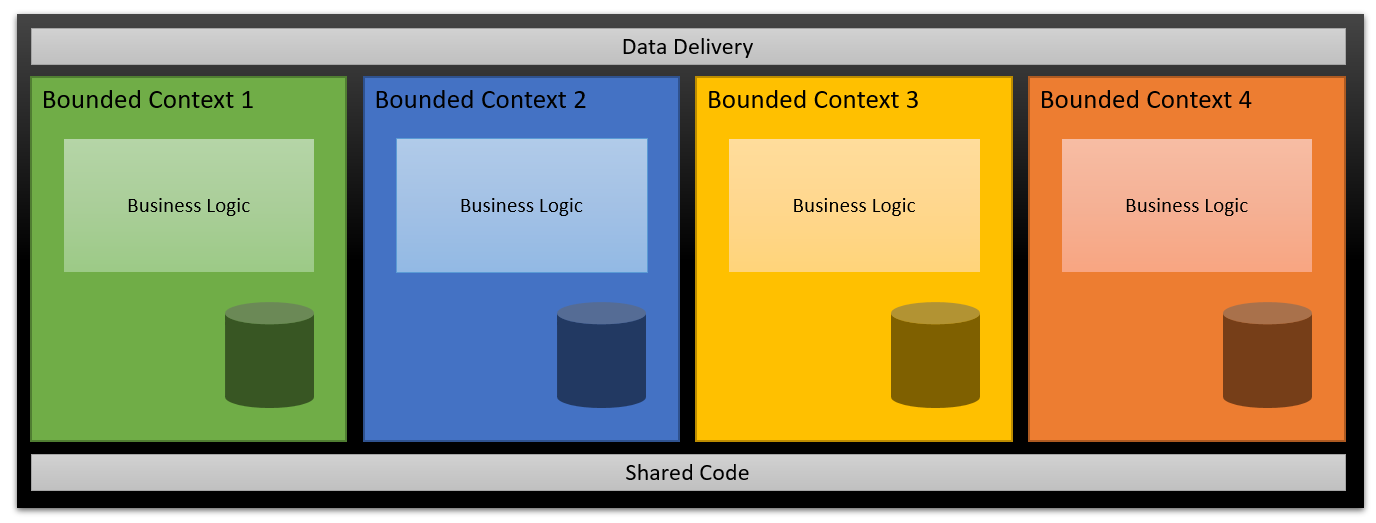 Data Delivery
Bounded Context 1
Bounded Context 2
Bounded Context 3
Bounded Context 4
Business Logic
Business Logic
Business Logic
Business Logic
Shared Code